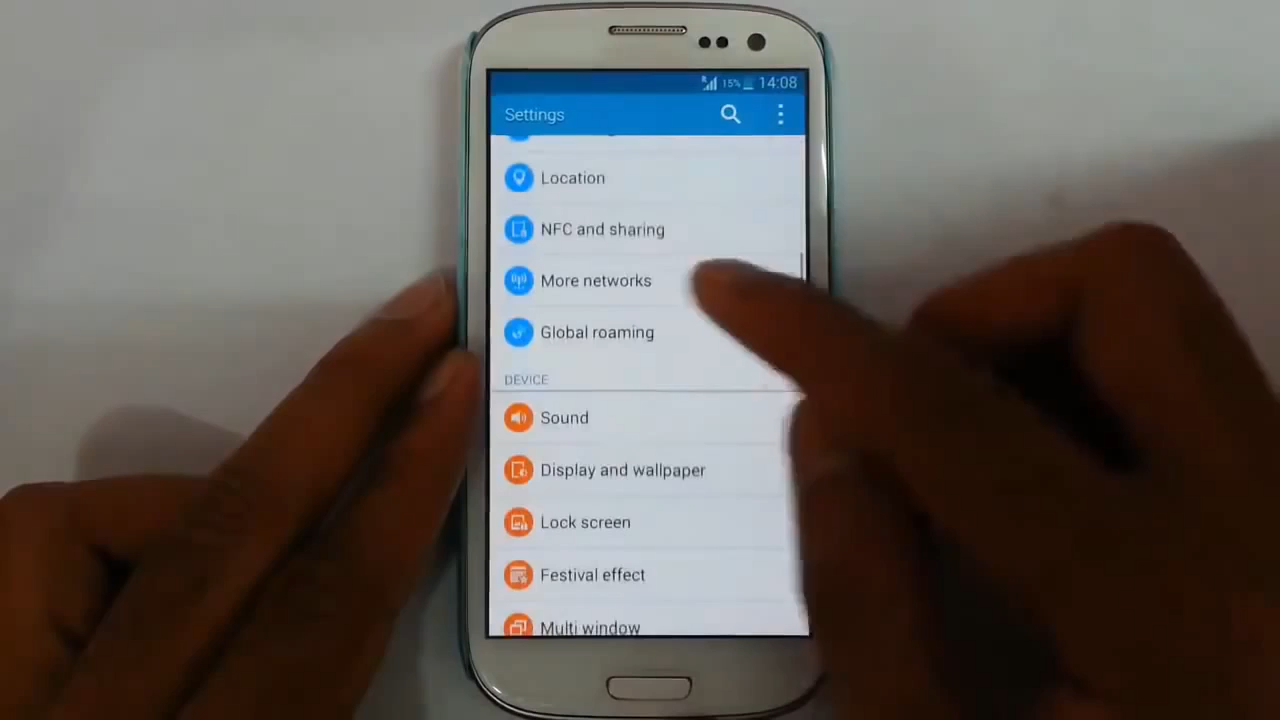 15% 14:08
Settings
Location
NFC and sharing
More networks
Global roaming
DEVICE
Sound
Display and wallpaper
Lock screen
Festival effect
Multi window